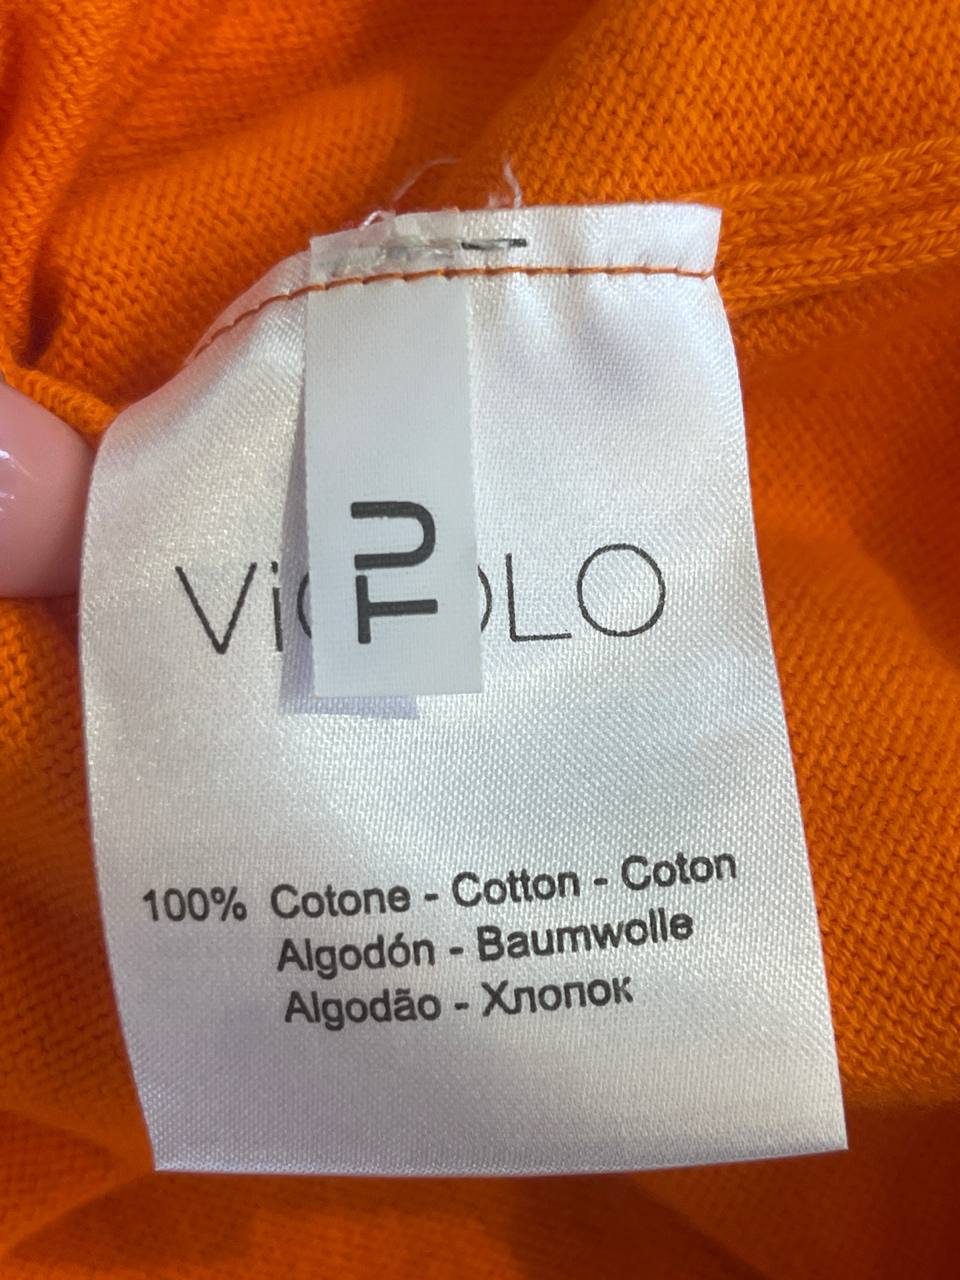 TU
100% Cotone - Cotton - Coton
Algodón - Baumwolle
Algodão - Хлопок